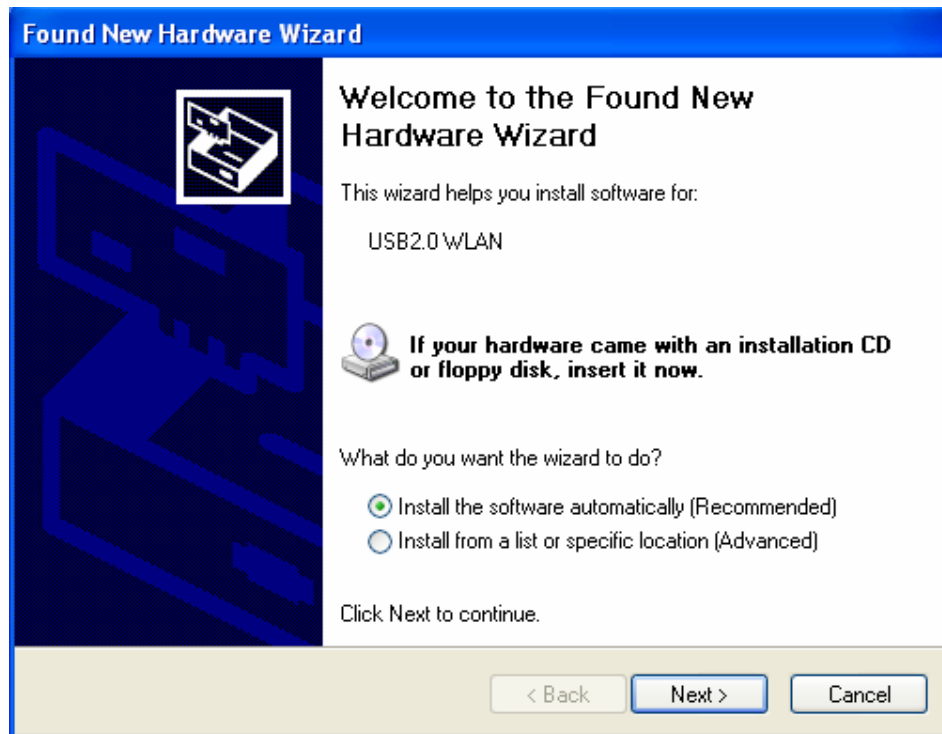 Found New Hardware Wizard
Welcome to the Found New
Hardware Wizard
This wizard helps you install software for:
USB2.0 WLAN
If your hardware came with an installation CD
or floppy disk, insert it now.
What do you want the wizard to do?
Install the software automatically (Recommended)
Install from a list or specific location (Advanced)
Click Next to continue.
< Back Next > Cancel